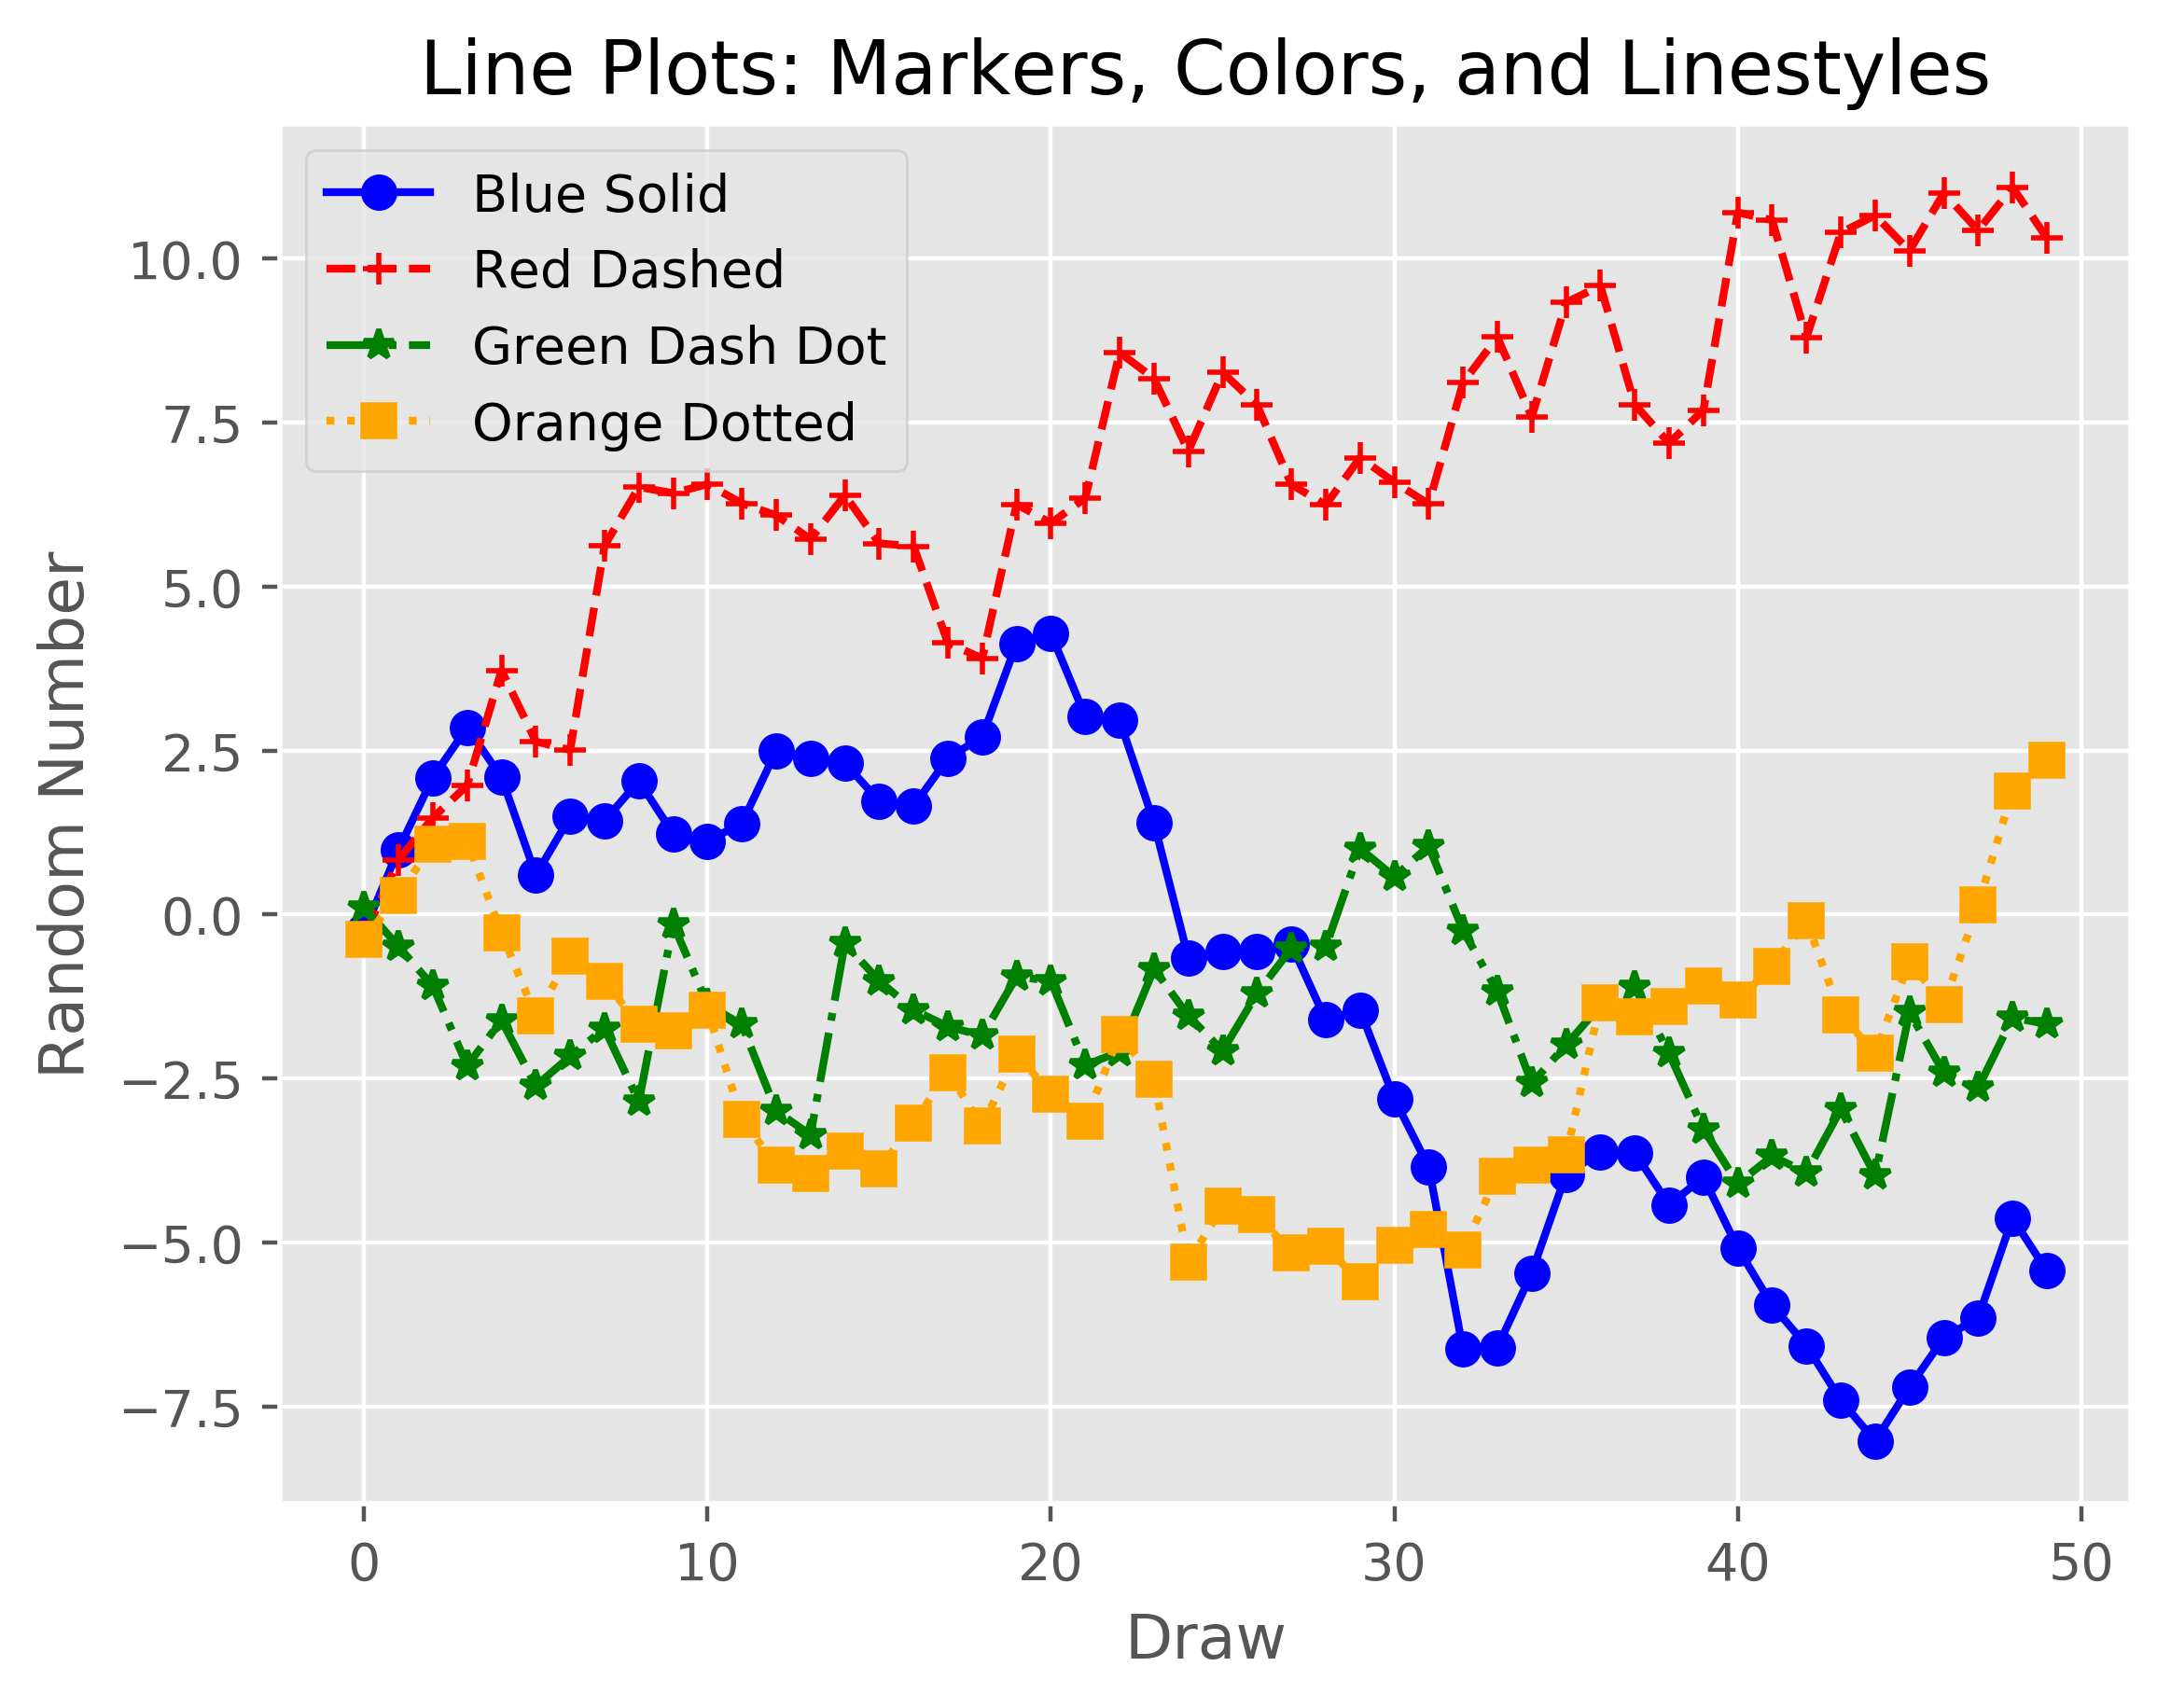 Line Plots: Markers, Colors, and Linestyles
Blue Solid
Red Dashed
Green Dash Dot
Orange Dotted
Random Number
10.0
7.5
5.0
2.5
0.0
−2.5
−5.0
−7.5
0 10 20 30 40 50
Draw